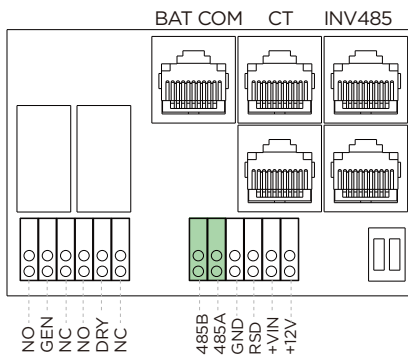 BAT COM CT INV485
NO
GEN
NC
NO
DRY
NC
485B
485A
GND
RSD
+VIN
+12V